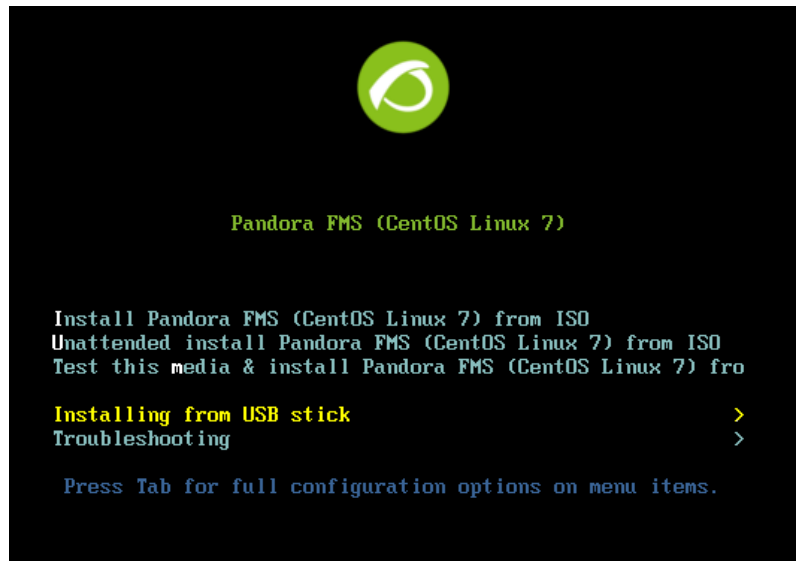 Pandora FMS (CentOS Linux 7)
Install Pandora FMS (CentOS Linux 7) from ISO
Unattended install Pandora FMS (CentOS Linux 7) from ISO
Test this media & install Pandora FMS (CentOS Linux 7) fro
Installing from USB stick >
Troubleshooting >
Press Tab for full configuration options on menu items.